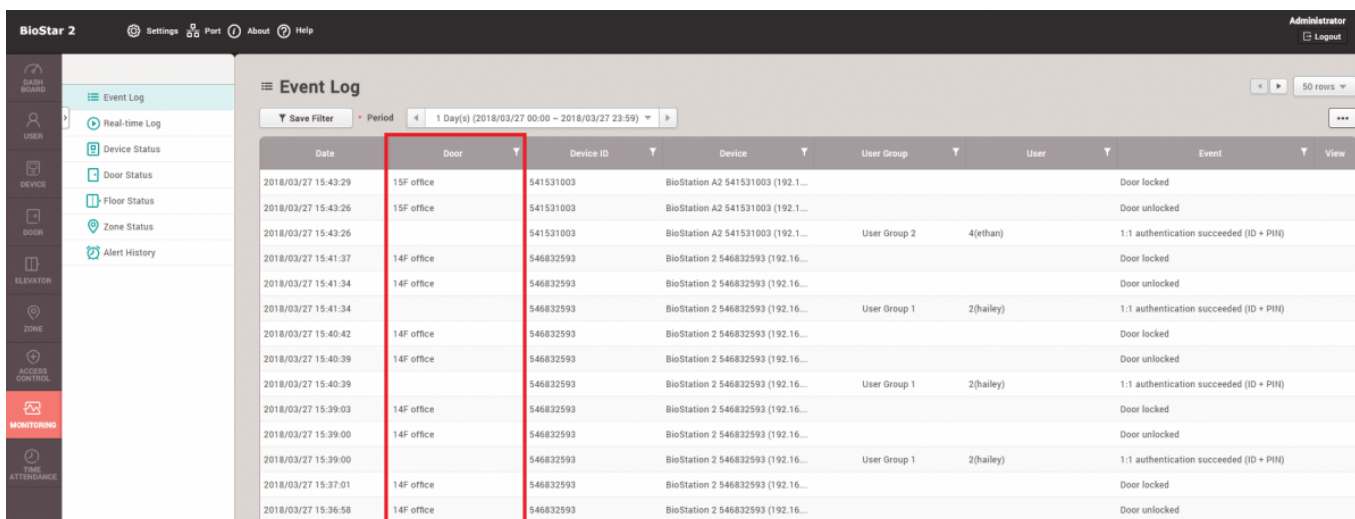 BioStar 2 Settings Port About Help Administrator
Logout
DASH
BOARD
USER
DEVICE
DOOR
ELEVATOR
ZONE
ACCESS
CONTROL
MONITORING
TIME
ATTENDANCE
Event Log
Real-time Log
Device Status
Door Status
Floor Status
Zone Status
Alert History
Event Log
50 rows
Save Filter • Period 1 Day(s) (2018/03/27 00:00 ~ 2018/03/27 23:59) •••
Date Door Device ID Device User Group User Event View
2018/03/27 15:43:29 15F office 541531003 BioStation A2 541531003 (192.1... Door locked
2018/03/27 15:43:26 15F office 541531003 BioStation A2 541531003 (192.1... Door unlocked
2018/03/27 15:43:26 541531003 BioStation A2 541531003 (192.1... User Group 2 4(ethan) 1:1 authentication succeeded (ID + PIN)
2018/03/27 15:41:37 14F office 546832593 BioStation 2 546832593 (192.16... Door locked
2018/03/27 15:41:34 14F office 546832593 BioStation 2 546832593 (192.16... Door unlocked
2018/03/27 15:41:34 546832593 BioStation 2 546832593 (192.16... User Group 1 2(hailey) 1:1 authentication succeeded (ID + PIN)
2018/03/27 15:40:42 14F office 546832593 BioStation 2 546832593 (192.16... Door locked
2018/03/27 15:40:39 14F office 546832593 BioStation 2 546832593 (192.16... Door unlocked
2018/03/27 15:40:39 546832593 BioStation 2 546832593 (192.16... User Group 1 2(hailey) 1:1 authentication succeeded (ID + PIN)
2018/03/27 15:39:03 14F office 546832593 BioStation 2 546832593 (192.16... Door locked
2018/03/27 15:39:00 14F office 546832593 BioStation 2 546832593 (192.16... Door unlocked
2018/03/27 15:39:00 546832593 BioStation 2 546832593 (192.16... User Group 1 2(hailey) 1:1 authentication succeeded (ID + PIN)
2018/03/27 15:37:01 14F office 546832593 BioStation 2 546832593 (192.16... Door locked
2018/03/27 15:36:58 14F office 546832593 BioStation 2 546832593 (192.16... Door unlocked